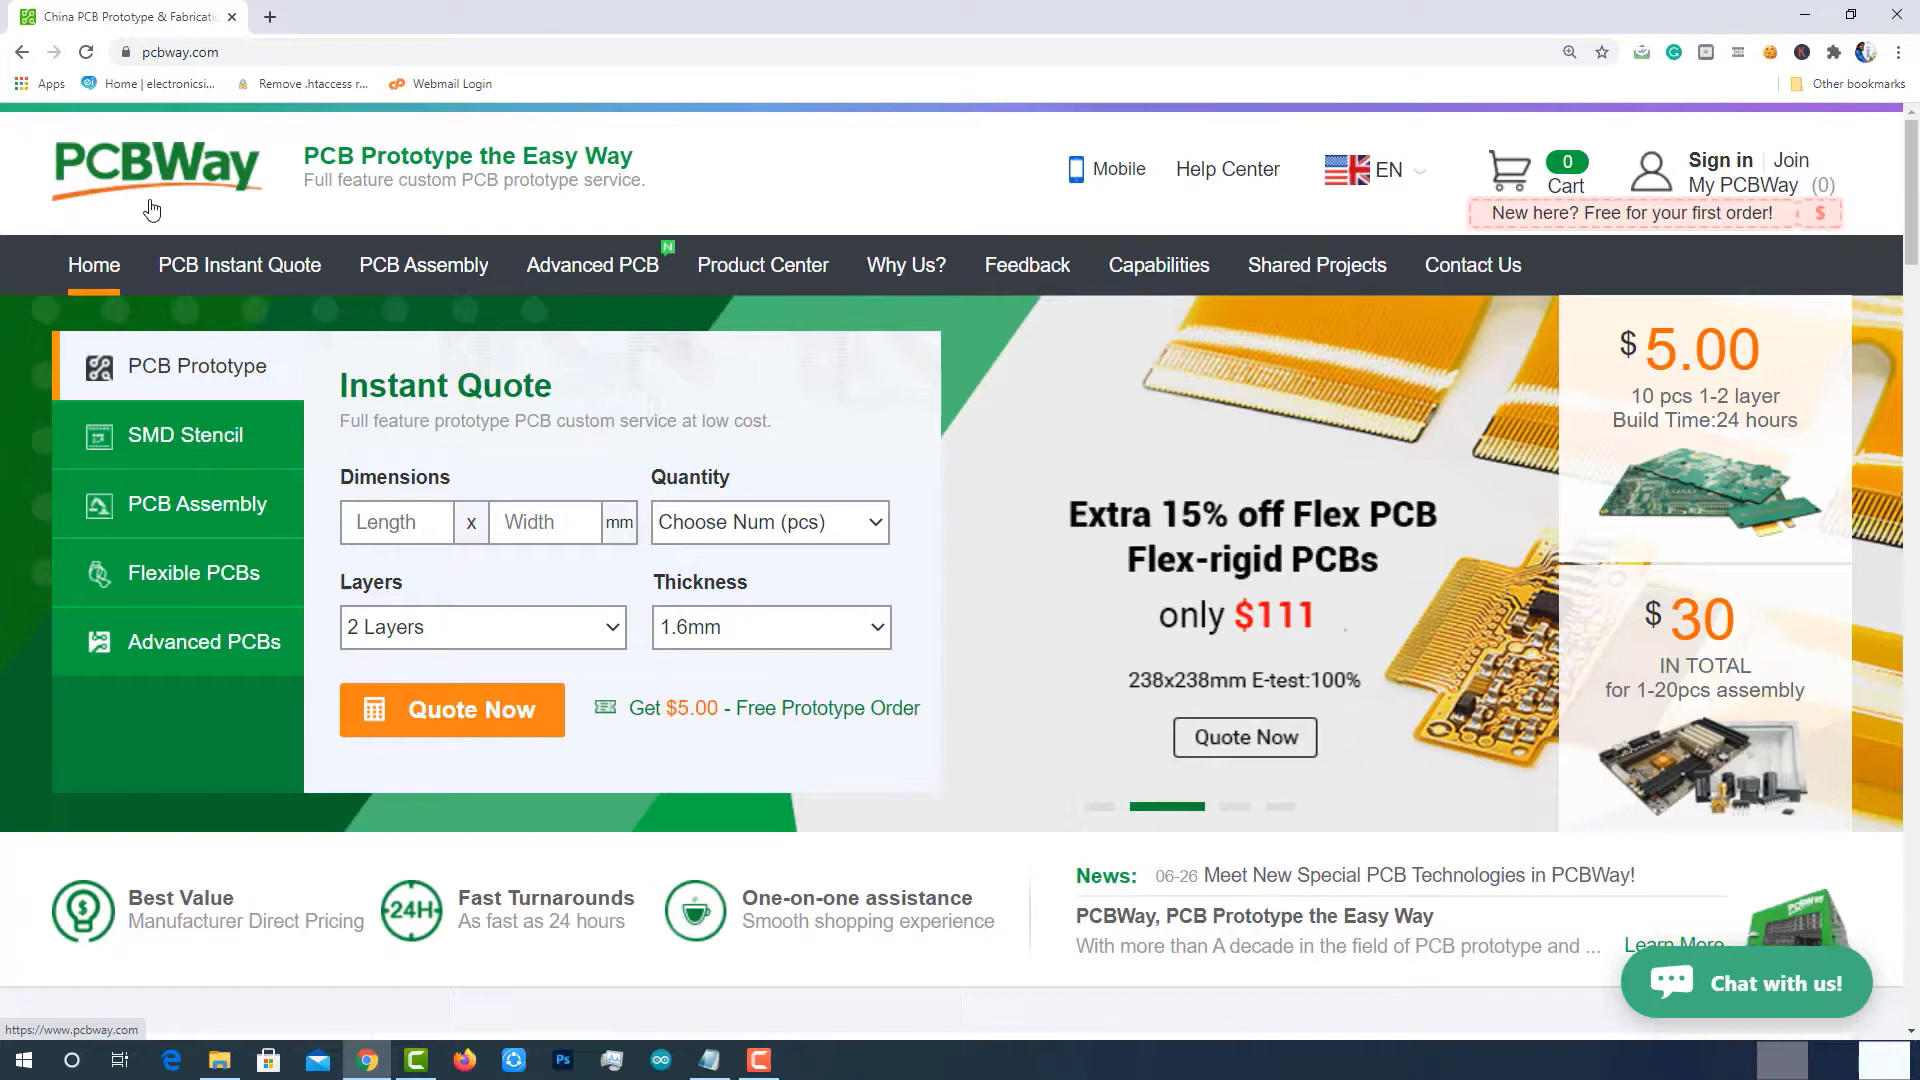 China PCB Prototype & Fabricati
pcbway.com
Apps
Home | electronicsi...
Remove .htaccess r...
Webmail Login
Other bookmarks
PCBWay
PCB Prototype the Easy Way
Full feature custom PCB prototype service.
Mobile
Help Center
EN
0
Cart
Sign in
Join
My PCBWay (0)
New here? Free for your first order!
$
Home
PCB Instant Quote
PCB Assembly
Advanced PCB
N
Product Center
Why Us?
Feedback
Capabilities
Shared Projects
Contact Us
PCB Prototype
SMD Stencil
PCB Assembly
Flexible PCBs
Advanced PCBs
Instant Quote
Full feature prototype PCB custom service at low cost.
Dimensions
Quantity
Length x Width mm
Choose Num (pcs)
Layers
Thickness
2 Layers
1.6mm
Quote Now
Get $5.00 - Free Prototype Order
Extra 15% off Flex PCB
Flex-rigid PCBs
only $111
238x238mm E-test:100%
Quote Now
$ 5.00
10 pcs 1-2 layer
Build Time:24 hours
$ 30
IN TOTAL
for 1-20pcs assembly
Best Value
Manufacturer Direct Pricing
24H
Fast Turnarounds
As fast as 24 hours
One-on-one assistance
Smooth shopping experience
News: 06-26 Meet New Special PCB Technologies in PCBWay!
PCBWay, PCB Prototype the Easy Way
With more than A decade in the field of PCB prototype and ... Learn More
PCBWay
Chat with us!
https://www.pcbway.com
Ps